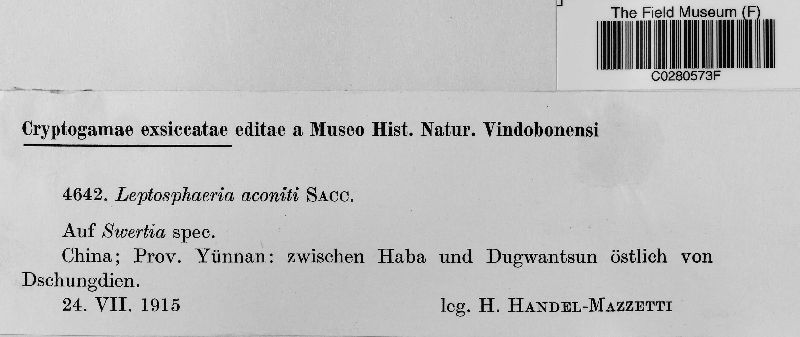 The Field Museum (F)
C0280573F
Cryptogamae exsiccatae editae a Museo Hist. Natur. Vindobonensi
4642. Leptosphaeria aconiti SACC.
Auf Swertia spec.
China; Prov. Yünnan: zwischen Haba und Dugwantsun östlich von
Dschungdien.
24. VII. 1915 leg. H. HANDEL-MAZZETTI